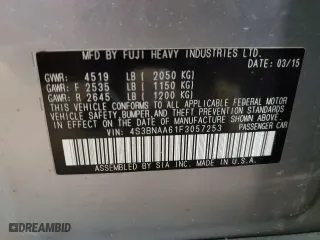 MFD BY FUJI HEAVY INDUSTRIES LTD.
DATE: 03/15
GVWR: 4519 LB ( 2050 KG)
GAWR: F 2535 LB ( 1150 KG)
GAWR: R 2645 LB ( 1200 KG)
THIS VEHICLE CONFORMS TO ALL APPLICABLE FEDERAL MOTOR
VEHICLE SAFETY, BUMPER, AND THEFT PREVENTION STANDARDS
IN EFFECT ON THE DATE OF MANUFACTURE SHOWN ABOVE.
VIN: 4S3BNAA61F3057253 PASSENGER CAR
ASSEMBLED BY SIA INC. MADE IN U.S.A.